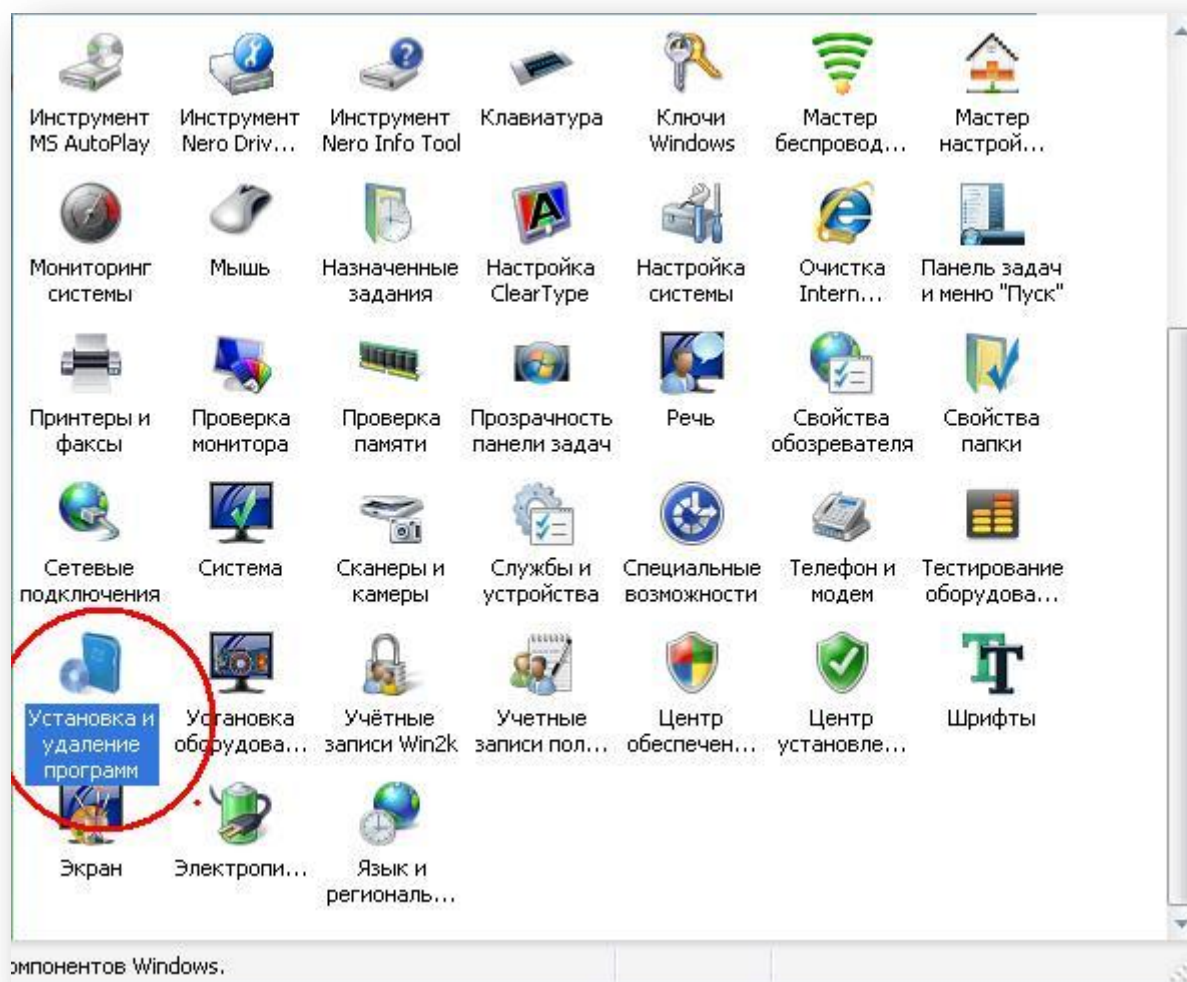 Инструмент MS AutoPlay
Инструмент Nero Driv...
Инструмент Nero Info Tool
Клавиатура
Ключи Windows
Мастер беспровод...
Мастер настрой...
Мониторинг системы
Мышь
Назначенные задания
Настройка ClearType
Настройка системы
Очистка Intern...
Панель задач и меню "Пуск"
Принтеры и факсы
Проверка монитора
Проверка памяти
Прозрачность панели задач
Речь
Свойства обозревателя
Свойства папки
Сетевые подключения
Система
Сканеры и камеры
Службы и устройства
Специальные возможности
Телефон и модем
Тестирование оборудова...
Установка и удаление программ
Установка оборудова...
Учётные записи Win2k
Учетные записи пол...
Центр обеспечен...
Центр установле...
Шрифты
Экран
Электропи...
Язык и региональ...
омпонентов Windows.